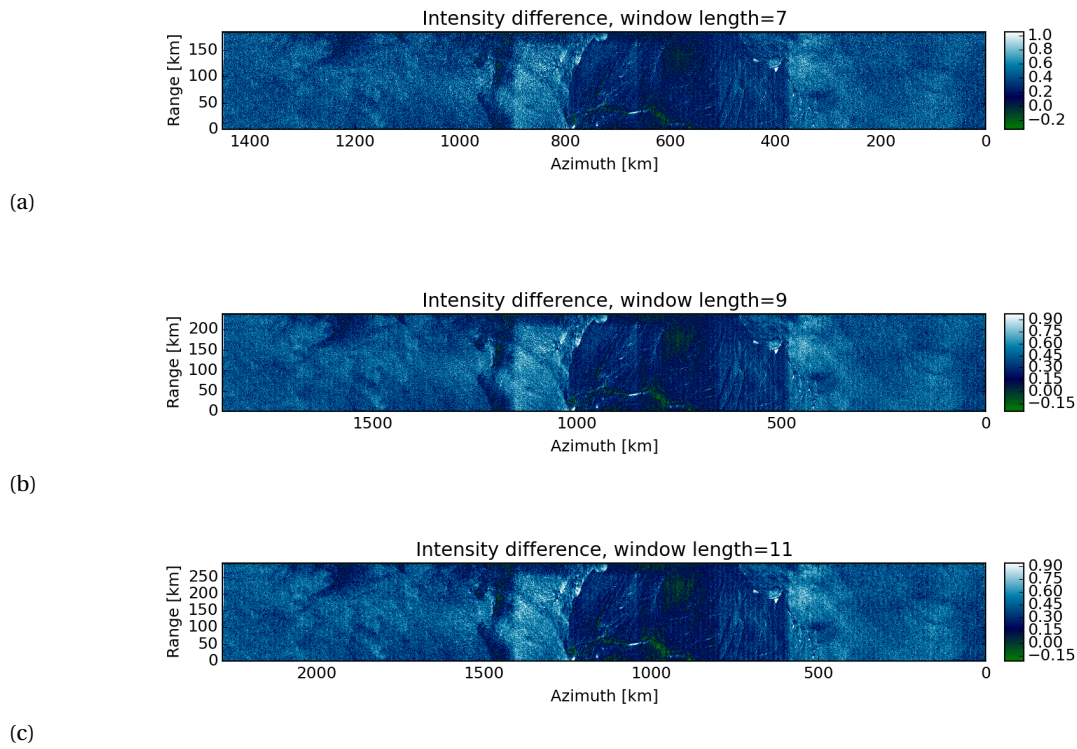 Intensity difference, window length=7
Range [km]
150
100
50
0
1400 1200 1000 800 600 400 200 0
Azimuth [km]
1.0
0.8
0.6
0.4
0.2
0.0
−0.2
(a)
Intensity difference, window length=9
Range [km]
200
150
100
50
0
1500 1000 500 0
Azimuth [km]
0.90
0.75
0.60
0.45
0.30
0.15
0.00
−0.15
(b)
Intensity difference, window length=11
Range [km]
250
200
150
100
50
0
2000 1500 1000 500 0
Azimuth [km]
0.90
0.75
0.60
0.45
0.30
0.15
0.00
−0.15
(c)